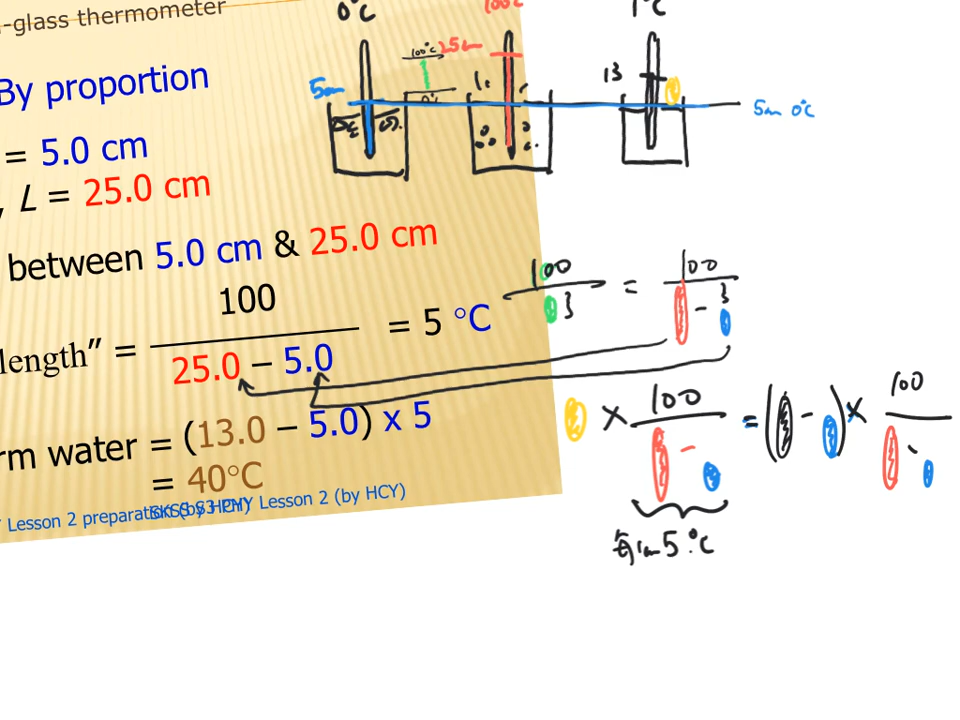 -glass thermometer
0°C
100°C
1°C
By proportion
100°C 25cm
13
5cm
0°C
5cm 0°C
= 5.0 cm
, L = 25.0 cm
between 5.0 cm & 25.0 cm
100
length" = = 5 °C
25.0 – 5.0
100 = 100
3 - 3
rm water = (13.0 – 5.0) x 5
= 40°C
× 100 = ( - ) × 100
- -
每1cm 5°C
Lesson 2 preparation (by HCY)
SKSS S3 PHY Lesson 2 (by HCY)